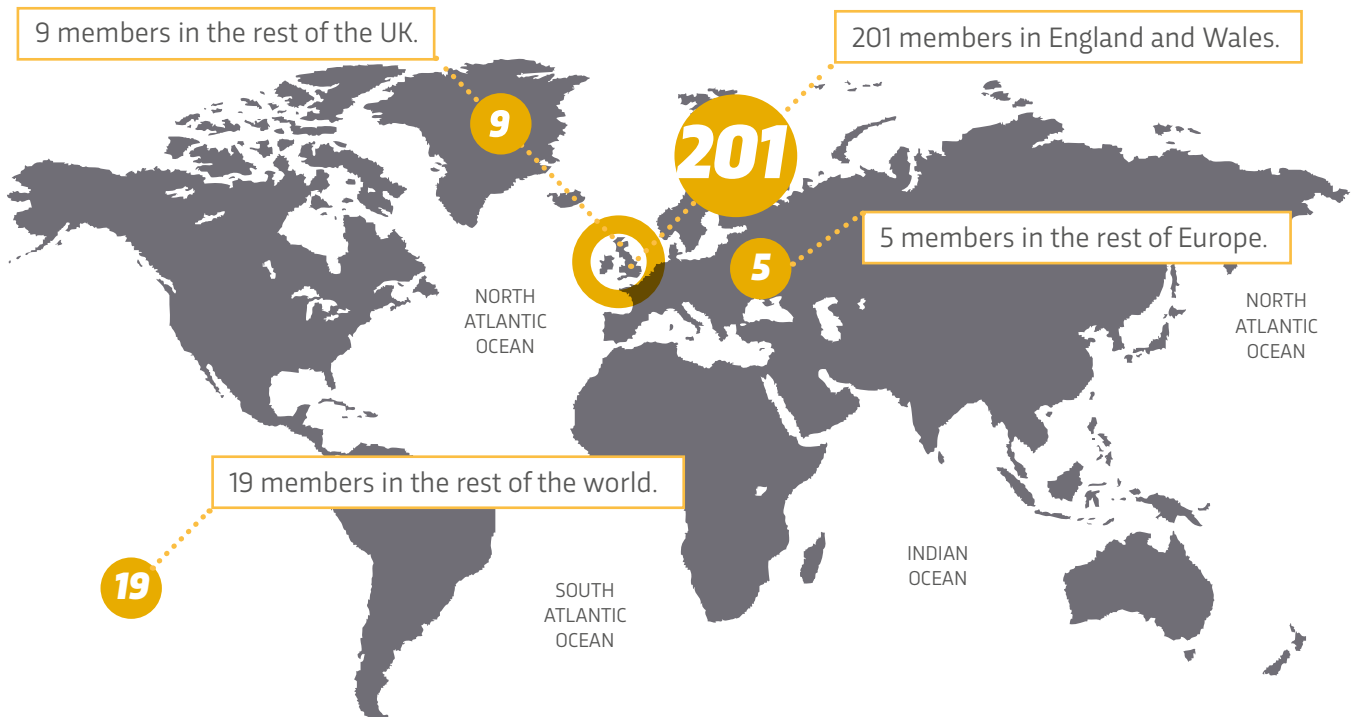 9 members in the rest of the UK.
201 members in England and Wales.
9
201
5 members in the rest of Europe.
5
NORTH
ATLANTIC
OCEAN
NORTH
ATLANTIC
OCEAN
19 members in the rest of the world.
19
INDIAN
OCEAN
SOUTH
ATLANTIC
OCEAN